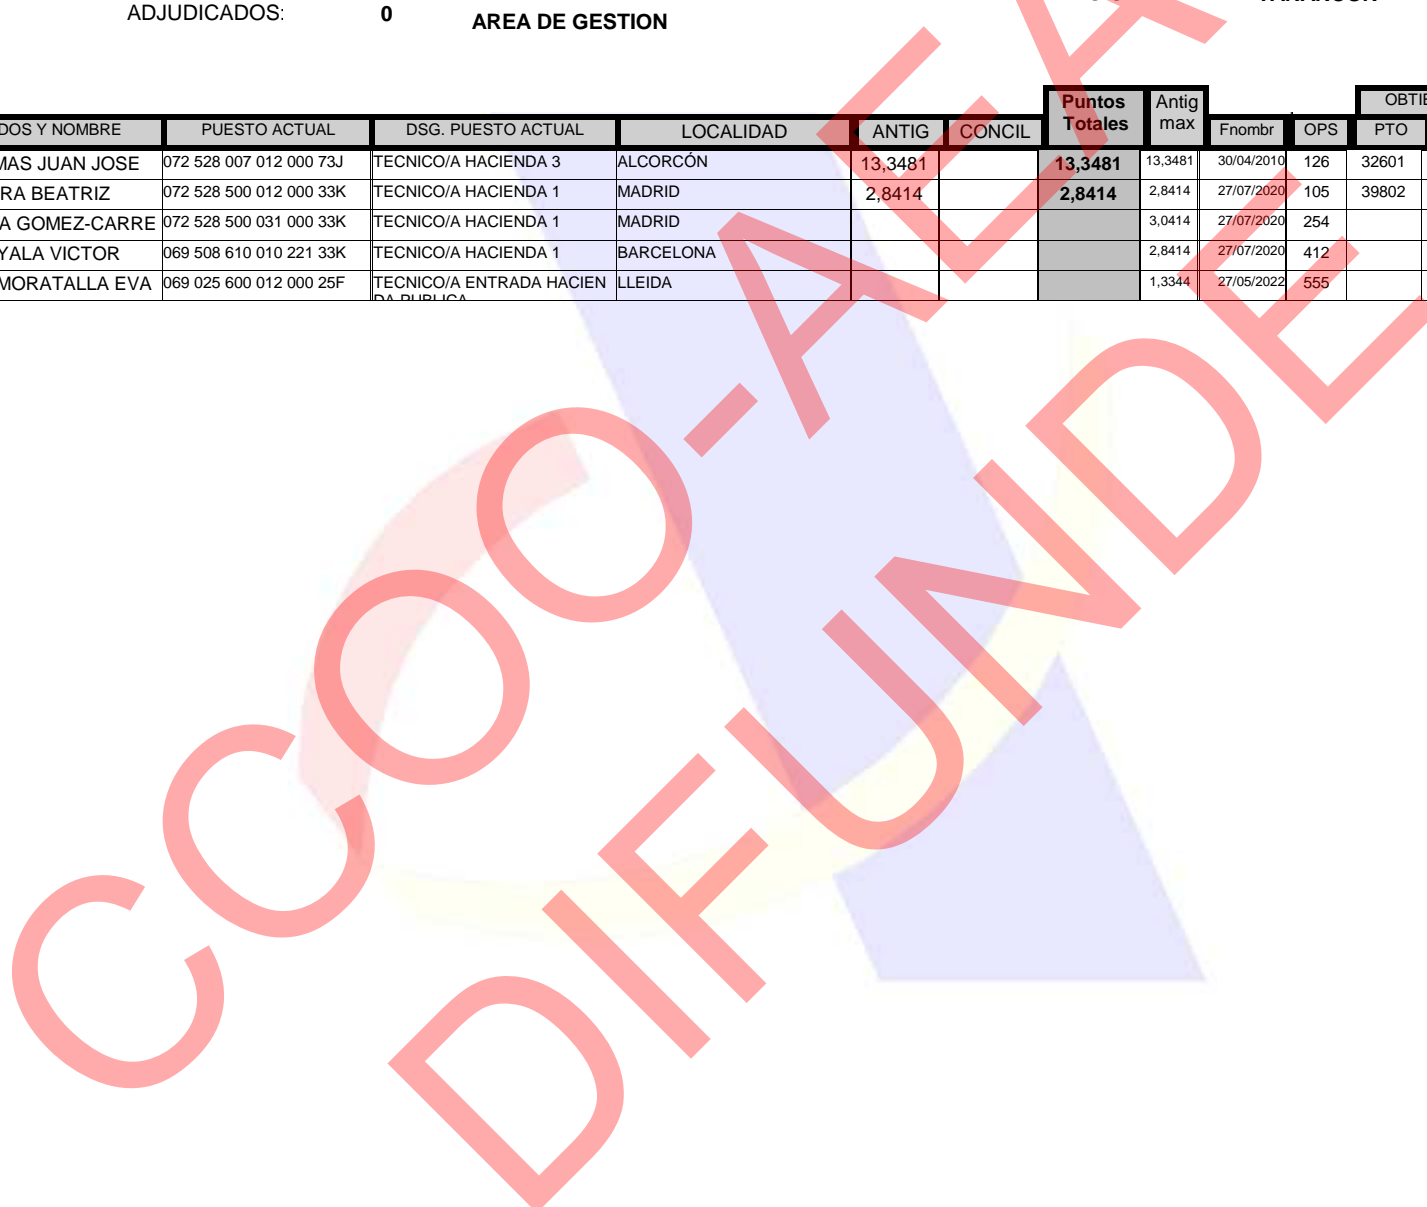 ADJUDICADOS: 0 AREA DE GESTION
Puntos Totales Antig max OBTIE
DOS Y NOMBRE PUESTO ACTUAL DSG. PUESTO ACTUAL LOCALIDAD ANTIG CONCIL Fnombr OPS PTO
MAS JUAN JOSE 072 528 007 012 000 73J TECNICO/A HACIENDA 3 ALCORCÓN 13,3481 13,3481 13,3481 30/04/2010 126 32601
RA BEATRIZ 072 528 500 012 000 33K TECNICO/A HACIENDA 1 MADRID 2,8414 2,8414 2,8414 27/07/2020 105 39802
A GOMEZ-CARRE 072 528 500 031 000 33K TECNICO/A HACIENDA 1 MADRID 3,0414 27/07/2020 254
YALA VICTOR 069 508 610 010 221 33K TECNICO/A HACIENDA 1 BARCELONA 2,8414 27/07/2020 412
MORATALLA EVA 069 025 600 012 000 25F TECNICO/A ENTRADA HACIEN LLEIDA 1,3344 27/05/2022 555
DA PUBLICA
CCOO-AEA
DIFUNDE